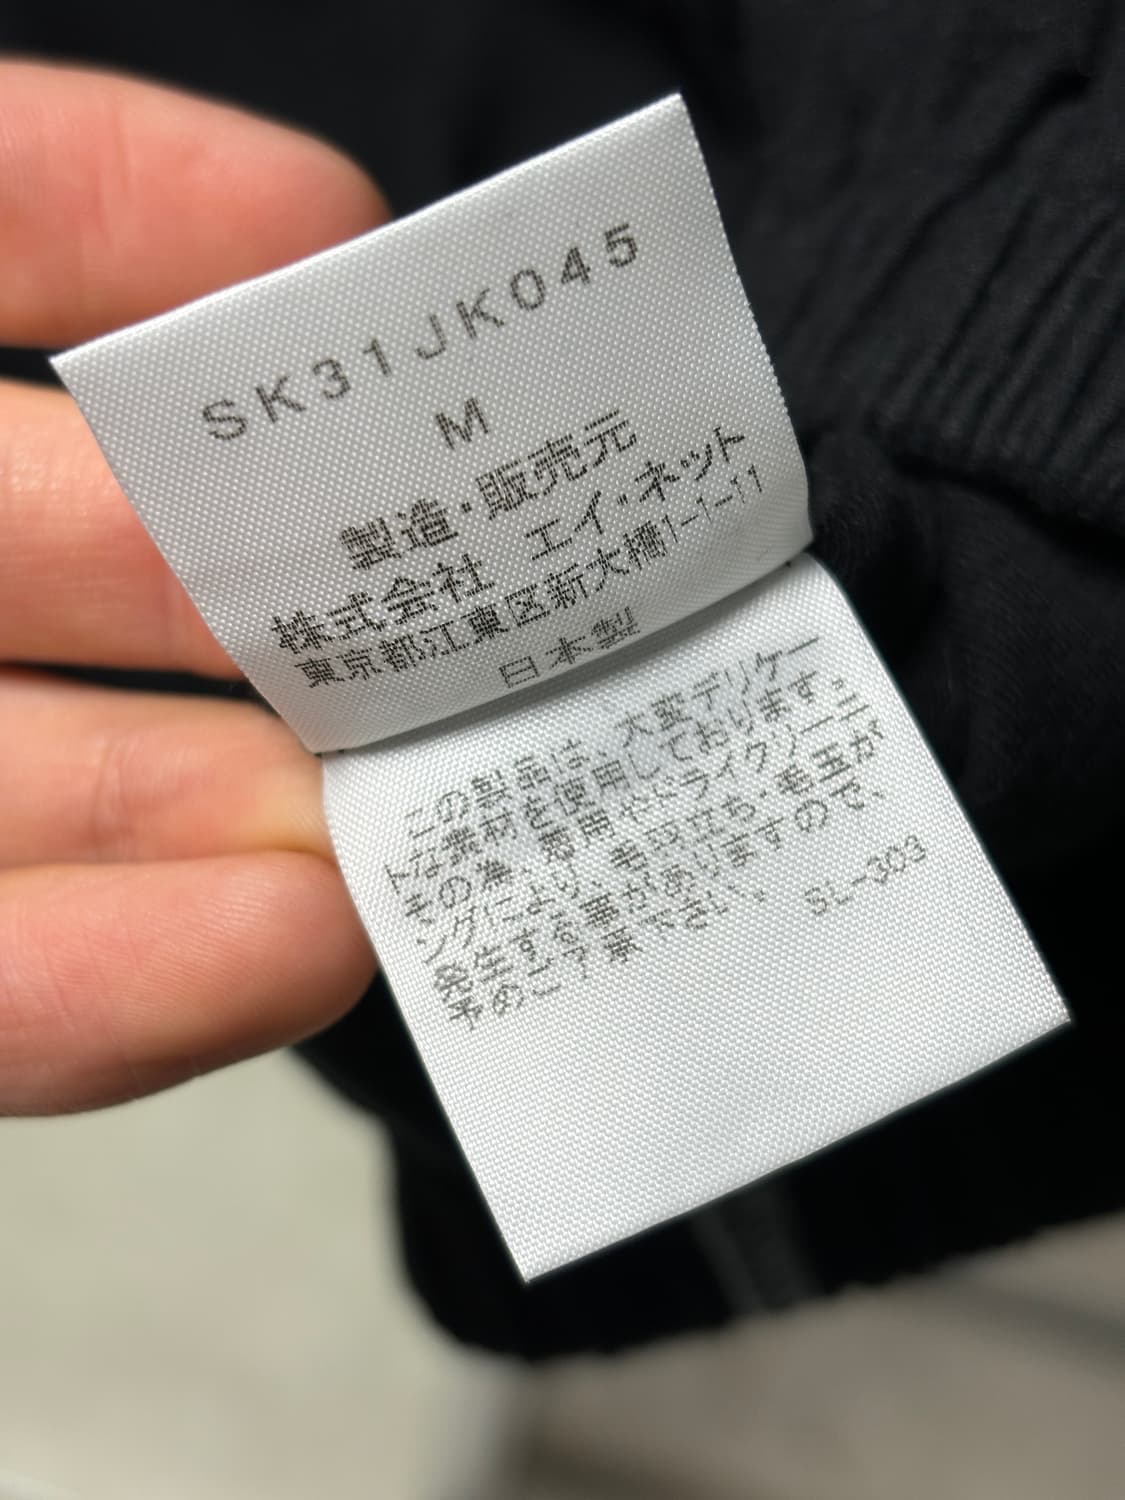 SK31JK045
M
製造・販売元
株式会社 エイ・ネット
東京都江東区新大橋1-1-11
日本製
この製品は、大変デリケー
トな素材を使用しております。
その為、着用やドライクリーニ
ングにより、毛羽立ち・毛玉が
発生する事がありますので、
予めご了承下さい。
SL-303